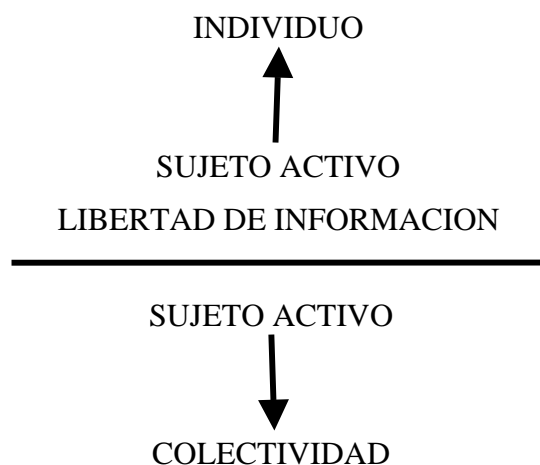 INDIVIDUO
SUJETO ACTIVO
LIBERTAD DE INFORMACION
SUJETO ACTIVO
COLECTIVIDAD